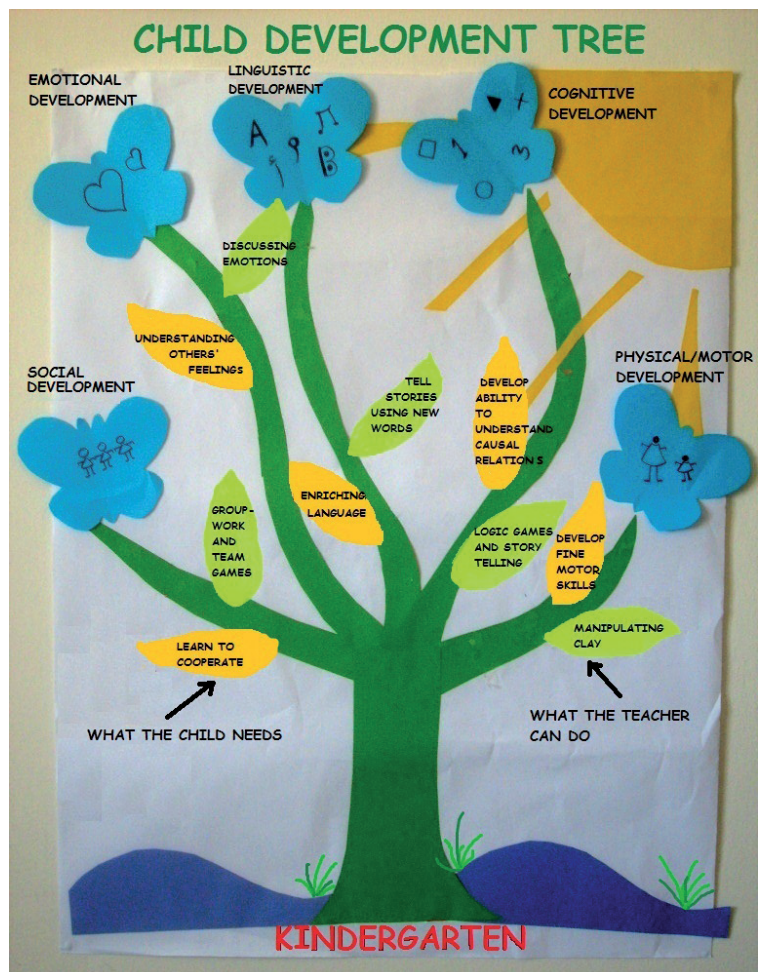 CHILD DEVELOPMENT TREE
EMOTIONAL
DEVELOPMENT
LINGUISTIC
DEVELOPMENT
COGNITIVE
DEVELOPMENT
A
B
1
3
DISCUSSING
EMOTIONS
UNDERSTANDING
OTHERS'
FEELINGS
SOCIAL
DEVELOPMENT
TELL
STORIES
USING NEW
WORDS
DEVELOP
ABILITY
TO
UNDERSTAND
CAUSAL
RELATIONS
PHYSICAL/MOTOR
DEVELOPMENT
GROUP-
WORK
AND
TEAM
GAMES
ENRICHING
LANGUAGE
LOGIC GAMES
AND STORY
TELLING
DEVELOP
FINE
MOTOR
SKILLS
LEARN TO
COOPERATE
MANIPULATING
CLAY
WHAT THE CHILD NEEDS
WHAT THE TEACHER
CAN DO
KINDERGARTEN